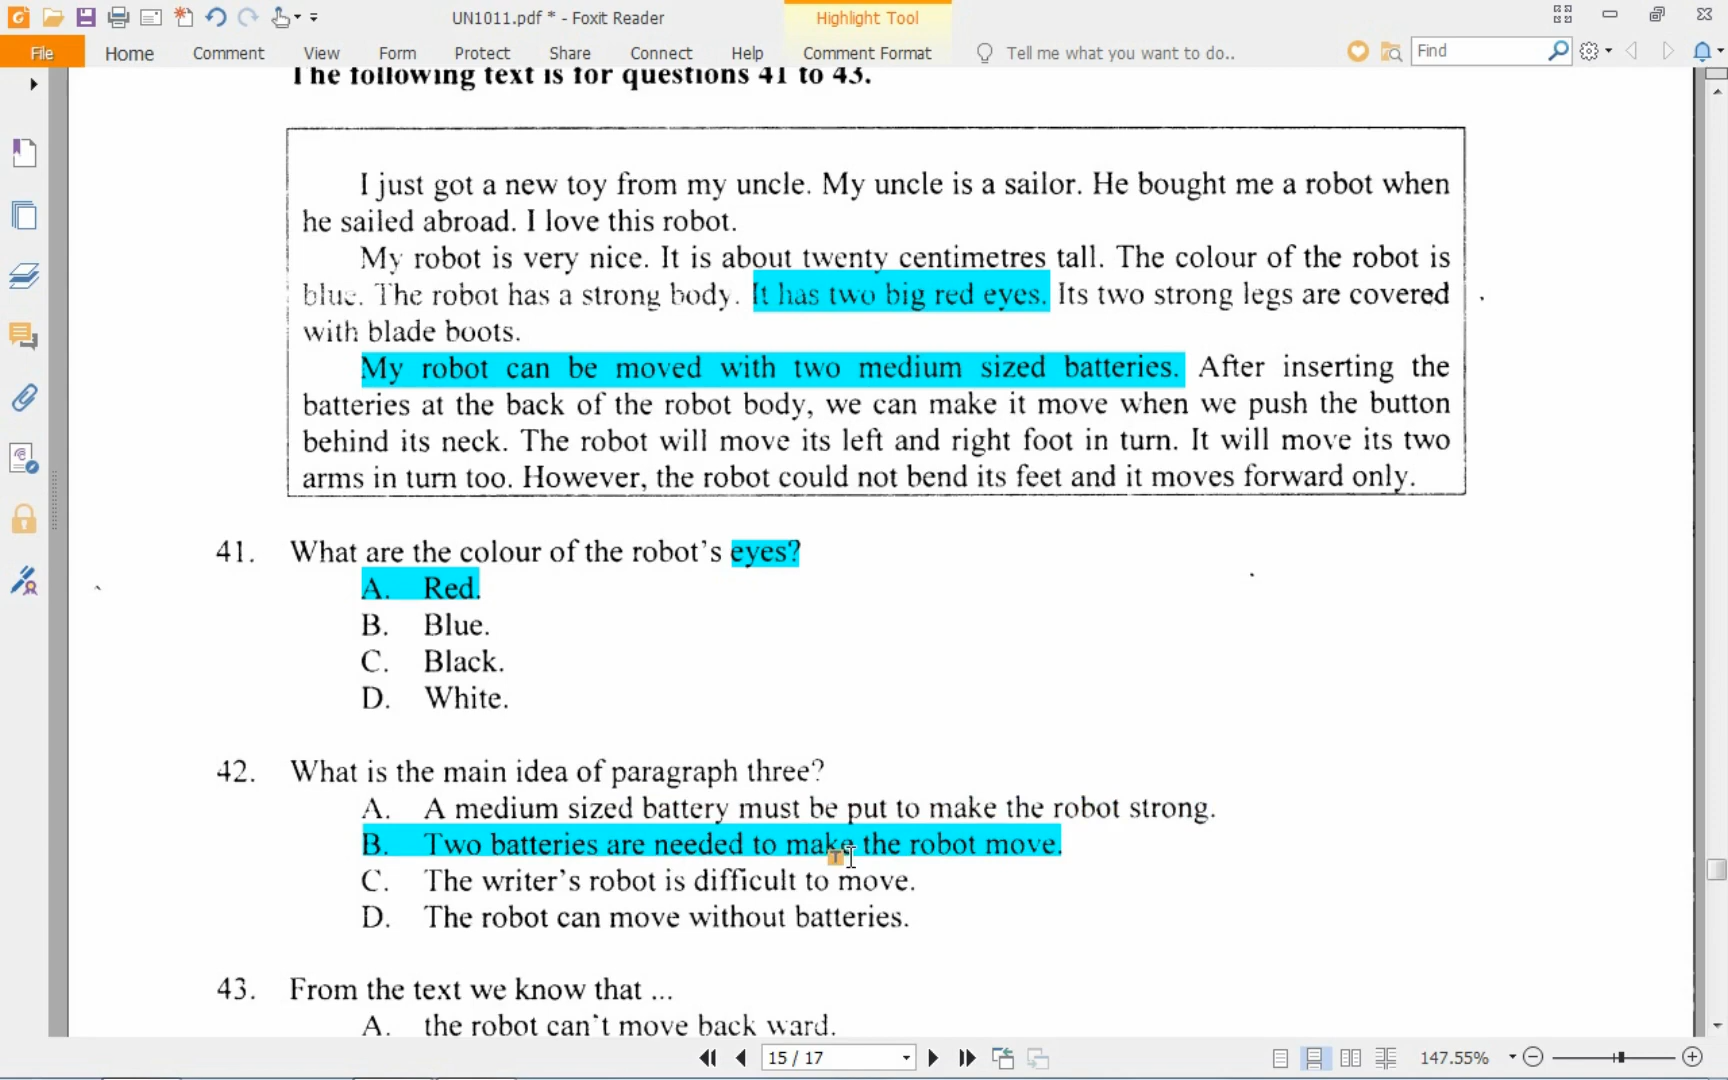 UN1011.pdf * - Foxit Reader
Highlight Tool
File
Home
Comment
View
Form
Protect
Share
Connect
Help
Comment Format
Tell me what you want to do..
Find
The following text is for questions 41 to 43.
I just got a new toy from my uncle. My uncle is a sailor. He bought me a robot when
he sailed abroad. I love this robot.
My robot is very nice. It is about twenty centimetres tall. The colour of the robot is
blue. The robot has a strong body. It has two big red eyes. Its two strong legs are covered
with blade boots.
My robot can be moved with two medium sized batteries. After inserting the
batteries at the back of the robot body, we can make it move when we push the button
behind its neck. The robot will move its left and right foot in turn. It will move its two
arms in turn too. However, the robot could not bend its feet and it moves forward only.
41. What are the colour of the robot's eyes?
A. Red.
B. Blue.
C. Black.
D. White.
42. What is the main idea of paragraph three?
A. A medium sized battery must be put to make the robot strong.
B. Two batteries are needed to make the robot move.
C. The writer's robot is difficult to move.
D. The robot can move without batteries.
43. From the text we know that ...
A. the robot can't move back ward.
15 / 17
147.55%